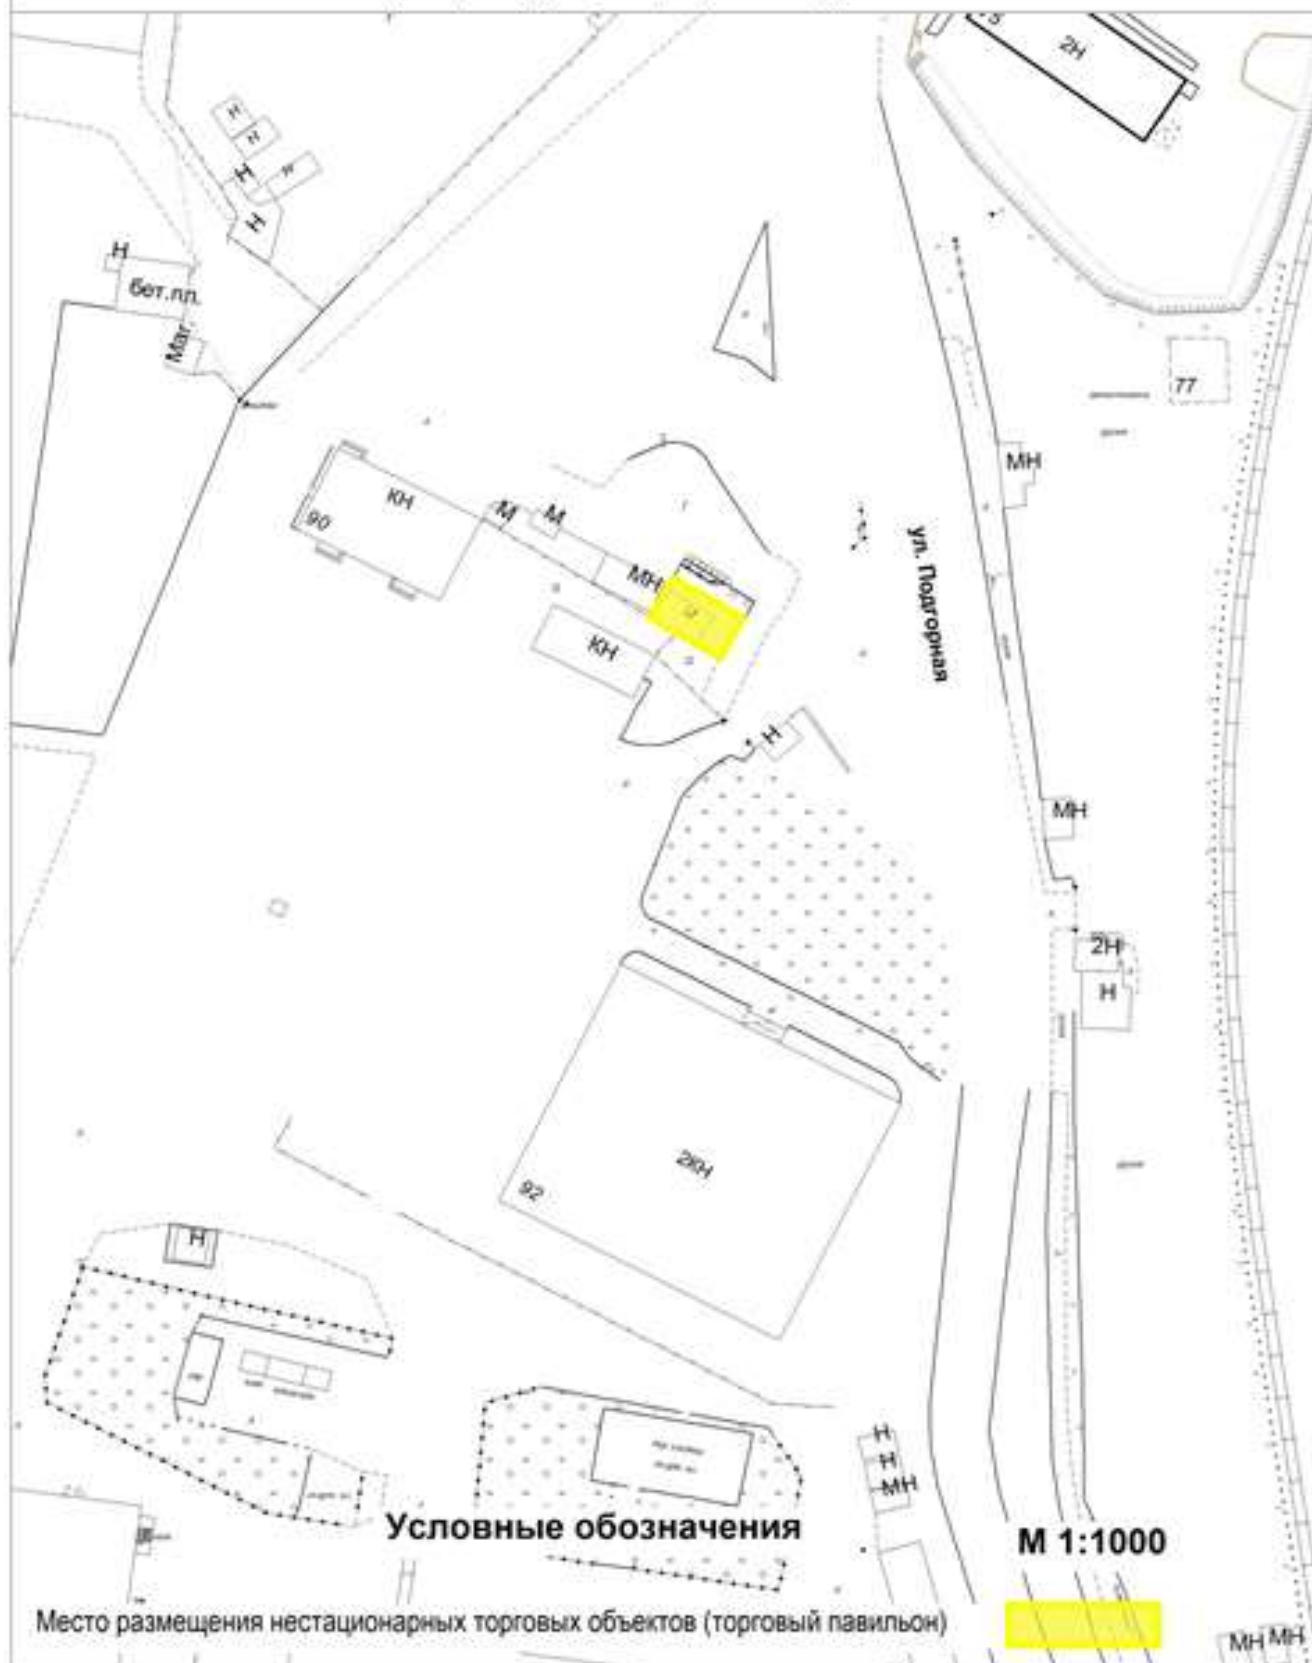 2Н
Н
Н
Н
Н
Н
Н
бет.пл.
Маг.
77
МН
КН
90
М
М
МН
КН
ул. Подгорная
Н
МН
2Н
Н
2КН
92
Н
Н
Н
МН
Условные обозначения
М 1:1000
Место размещения нестационарных торговых объектов (торговый павильон)
МН
МН